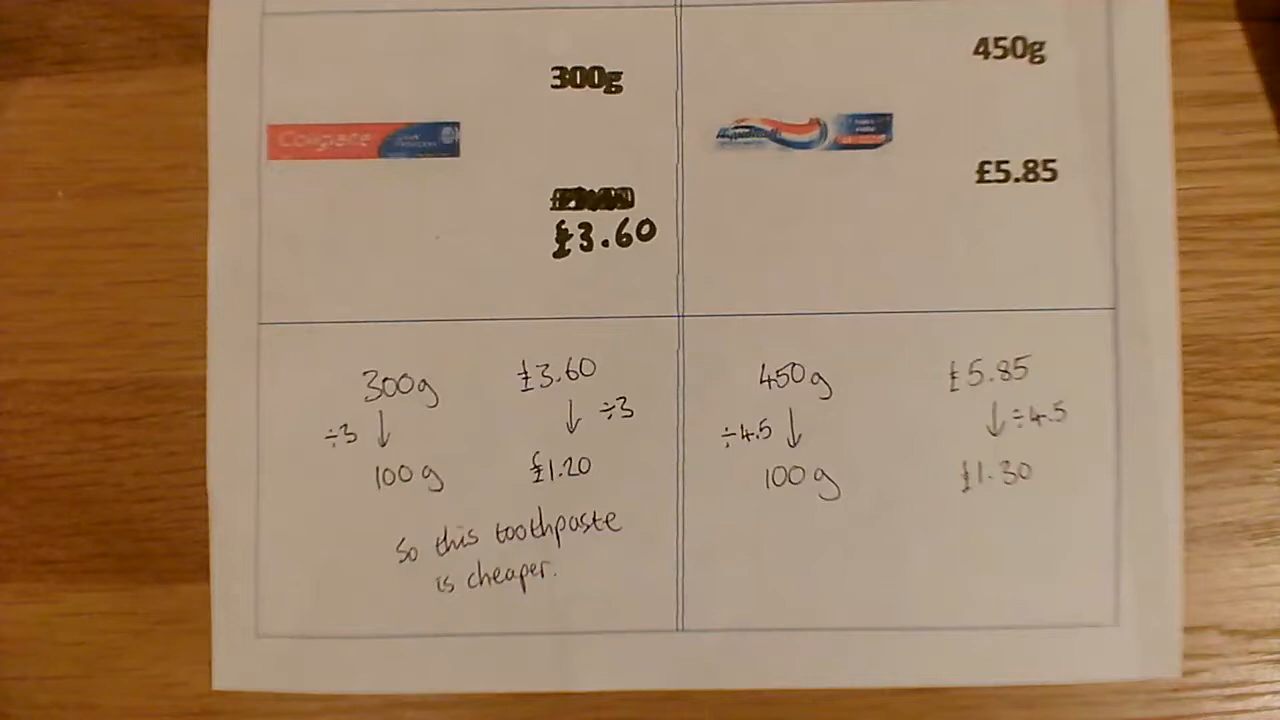 300g
£3.60
Colgate
450g
£5.85
300g £3.60
÷3 ↓ ↓ ÷3
100g £1.20
So this toothpaste
is cheaper.
450g £5.85
÷4.5 ↓ ↓ ÷4.5
100g £1.30